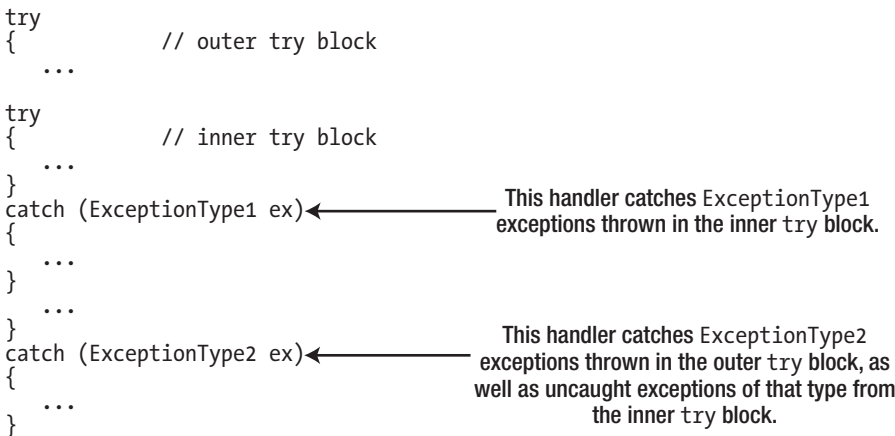 try
{ // outer try block
...
try
{ // inner try block
...
}
catch (ExceptionType1 ex)
This handler catches ExceptionType1
exceptions thrown in the inner try block.
{
...
}
...
}
catch (ExceptionType2 ex)
This handler catches ExceptionType2
exceptions thrown in the outer try block, as
well as uncaught exceptions of that type from
the inner try block.
{
...
}